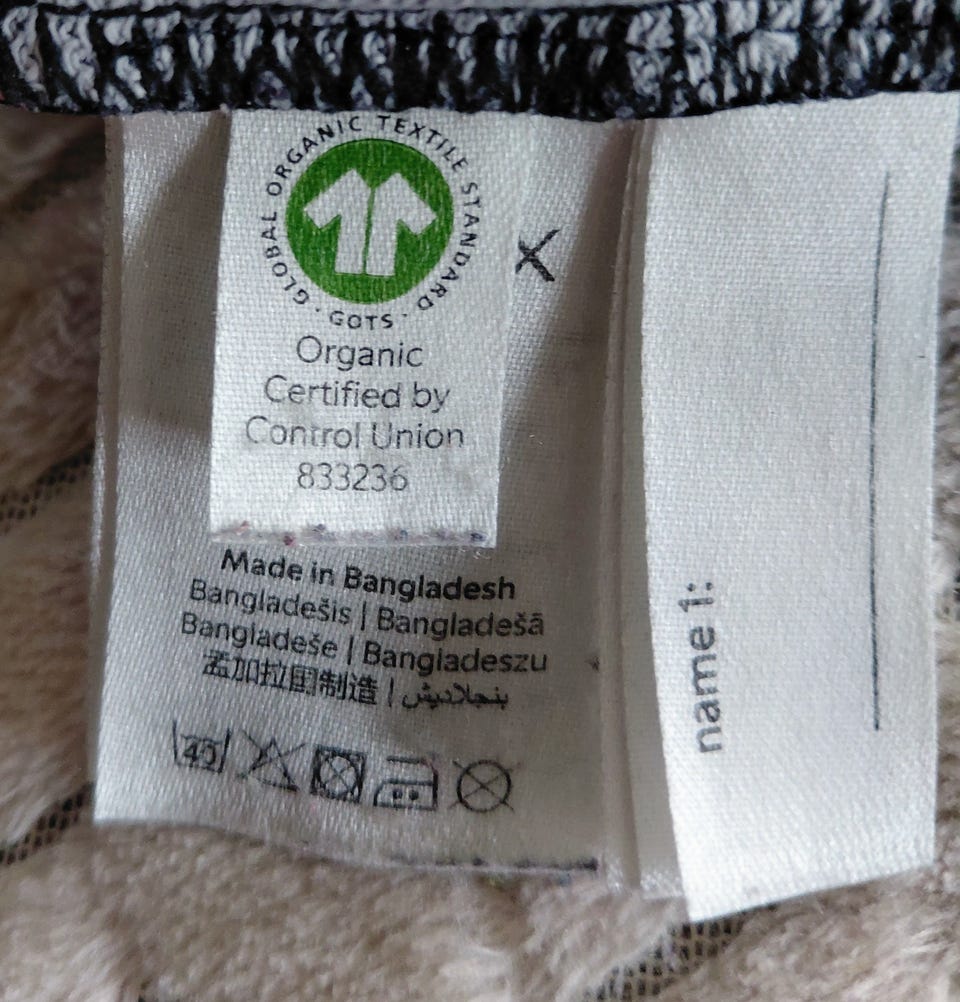 GLOBAL ORGANIC TEXTILE STANDARD · GOTS ·
Organic
Certified by
Control Union
833236
X
Made in Bangladesh
Bangladešis | Bangladešā
Bangladeše | Bangladeszu
孟加拉国制造 | بنجلاديش
40
name 1: